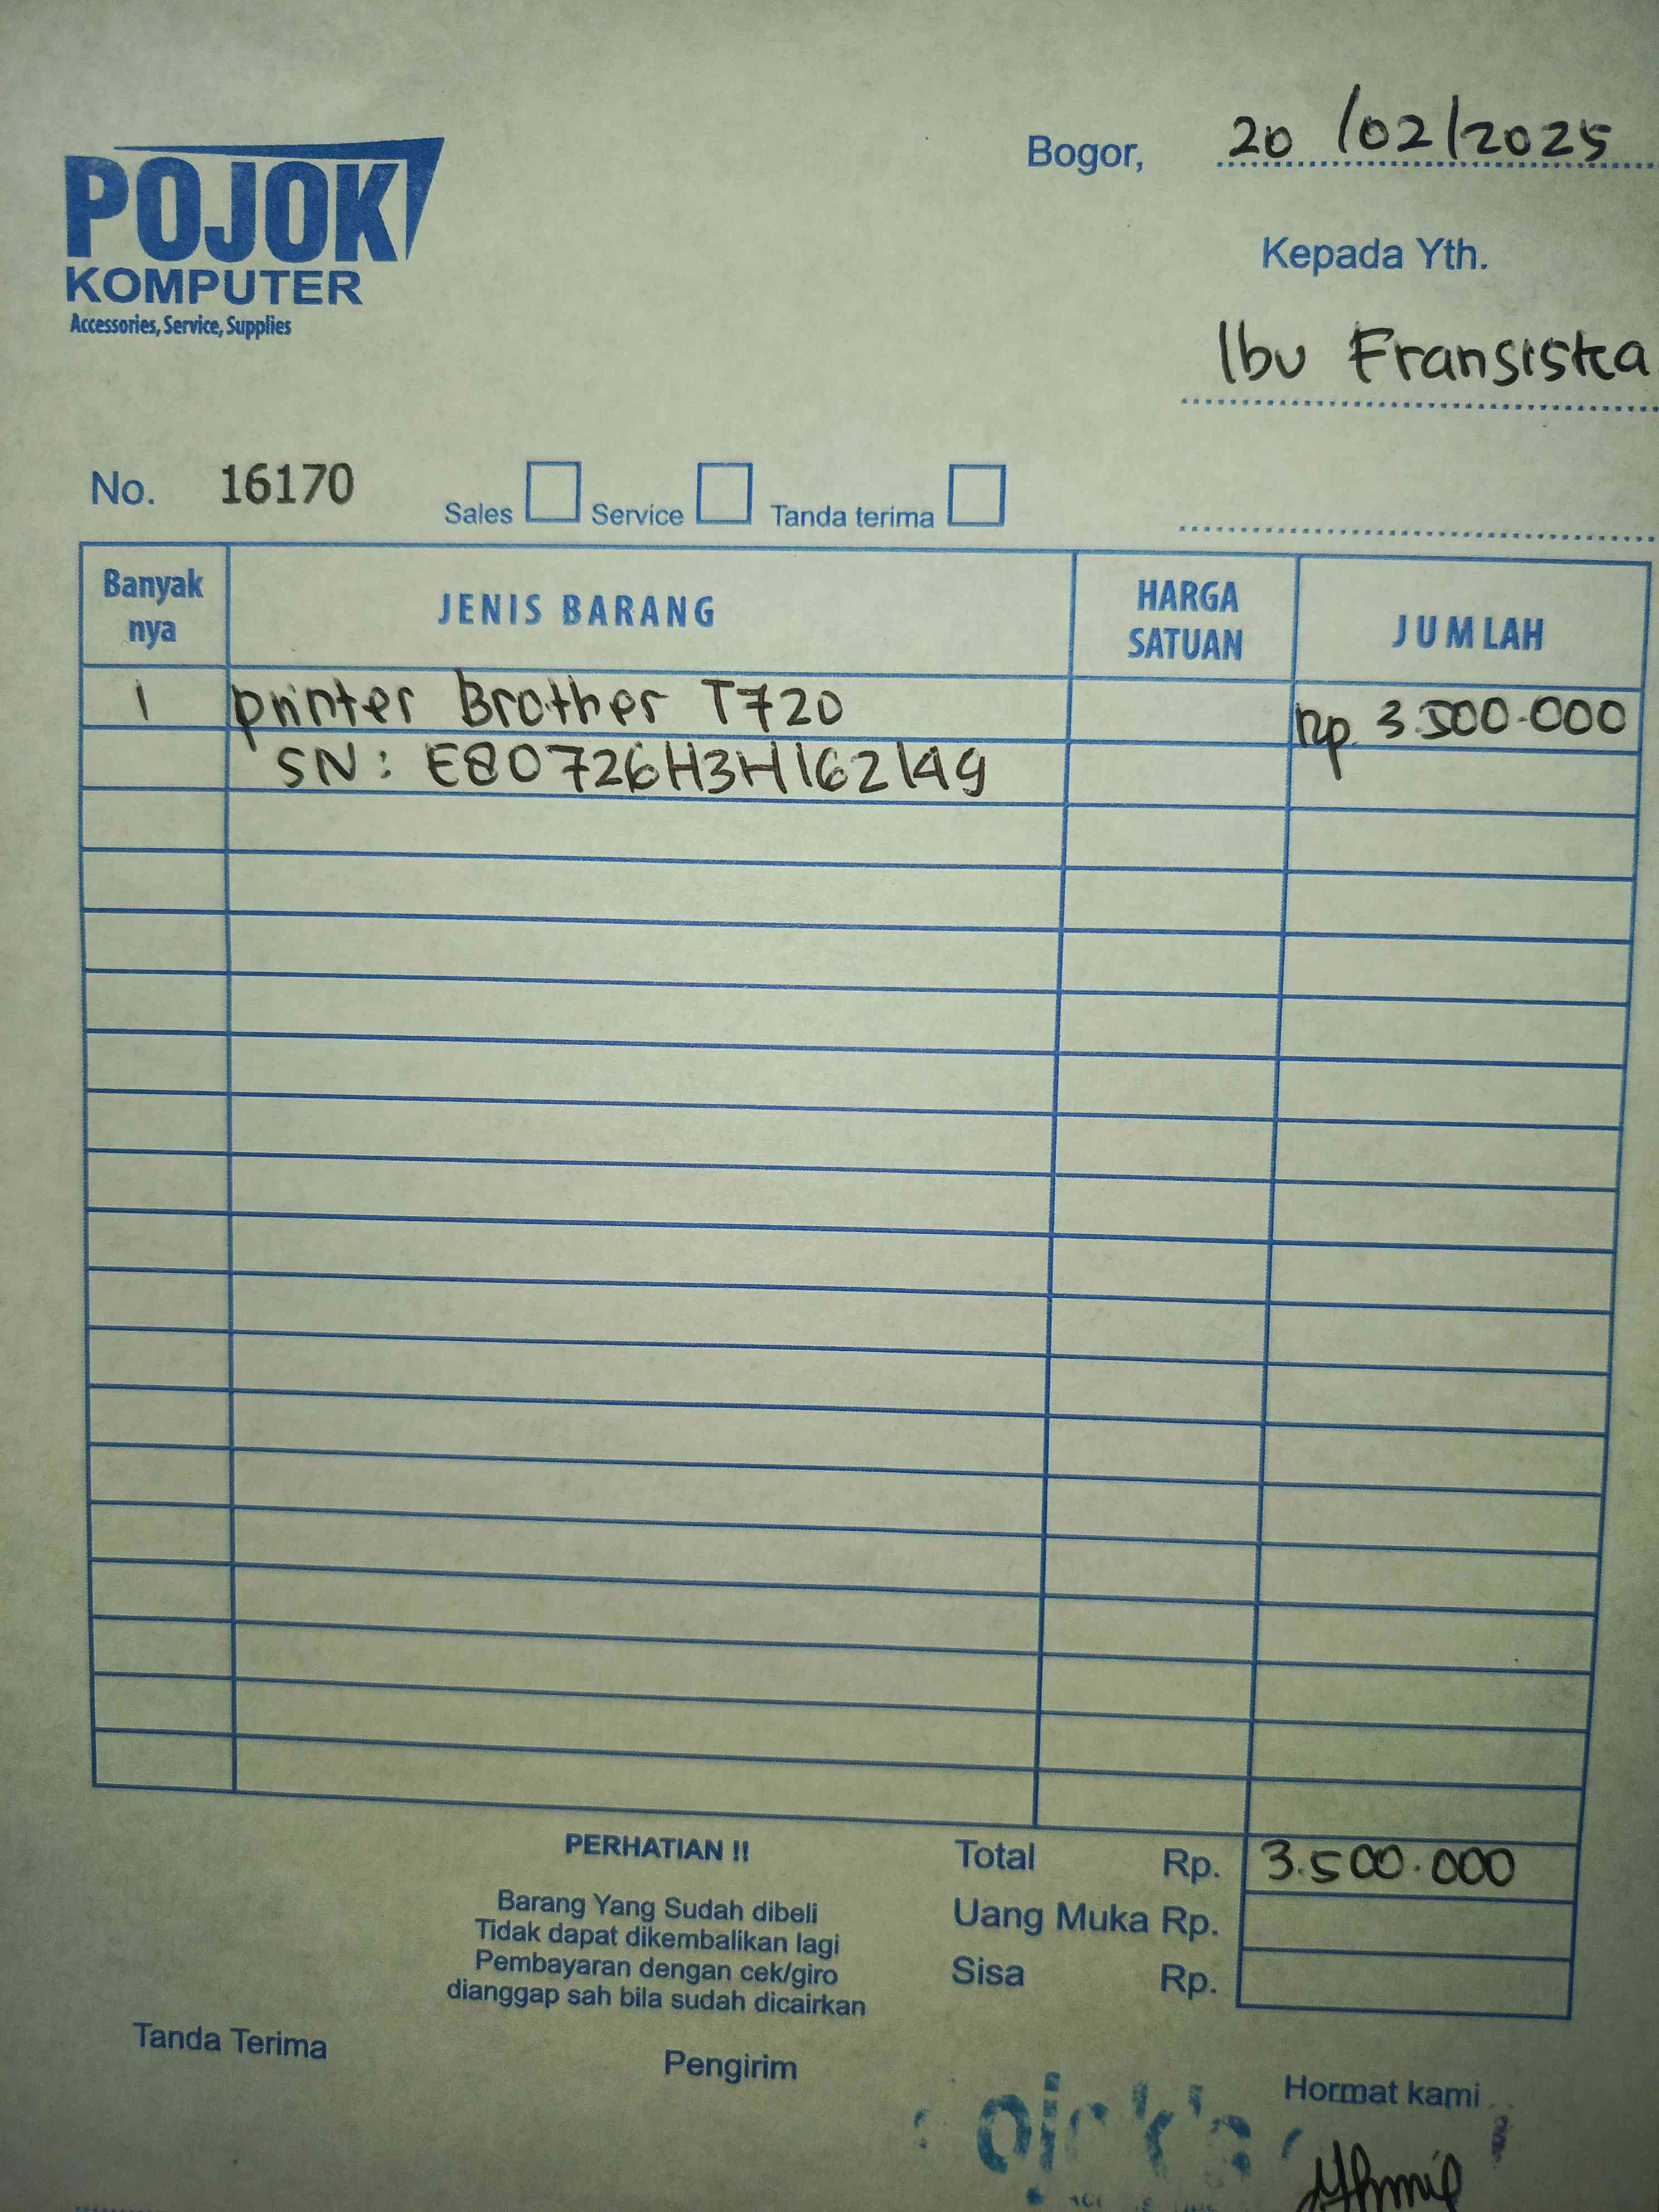 POJOK
KOMPUTER
Accessories, Service, Supplies
Bogor, 20/02/2025
Kepada Yth.
Ibu Fransiska
No. 16170 Sales Service Tanda terima
Banyak nya JENIS BARANG HARGA SATUAN JUMLAH
1 printer Brother T720 Rp. 3.500.000
SN: E80726H3H162149
PERHATIAN !!
Barang Yang Sudah dibeli
Tidak dapat dikembalikan lagi
Pembayaran dengan cek/giro
dianggap sah bila sudah dicairkan
Total Rp. 3.500.000
Uang Muka Rp.
Sisa Rp.
Tanda Terima
Pengirim
Hormat kami